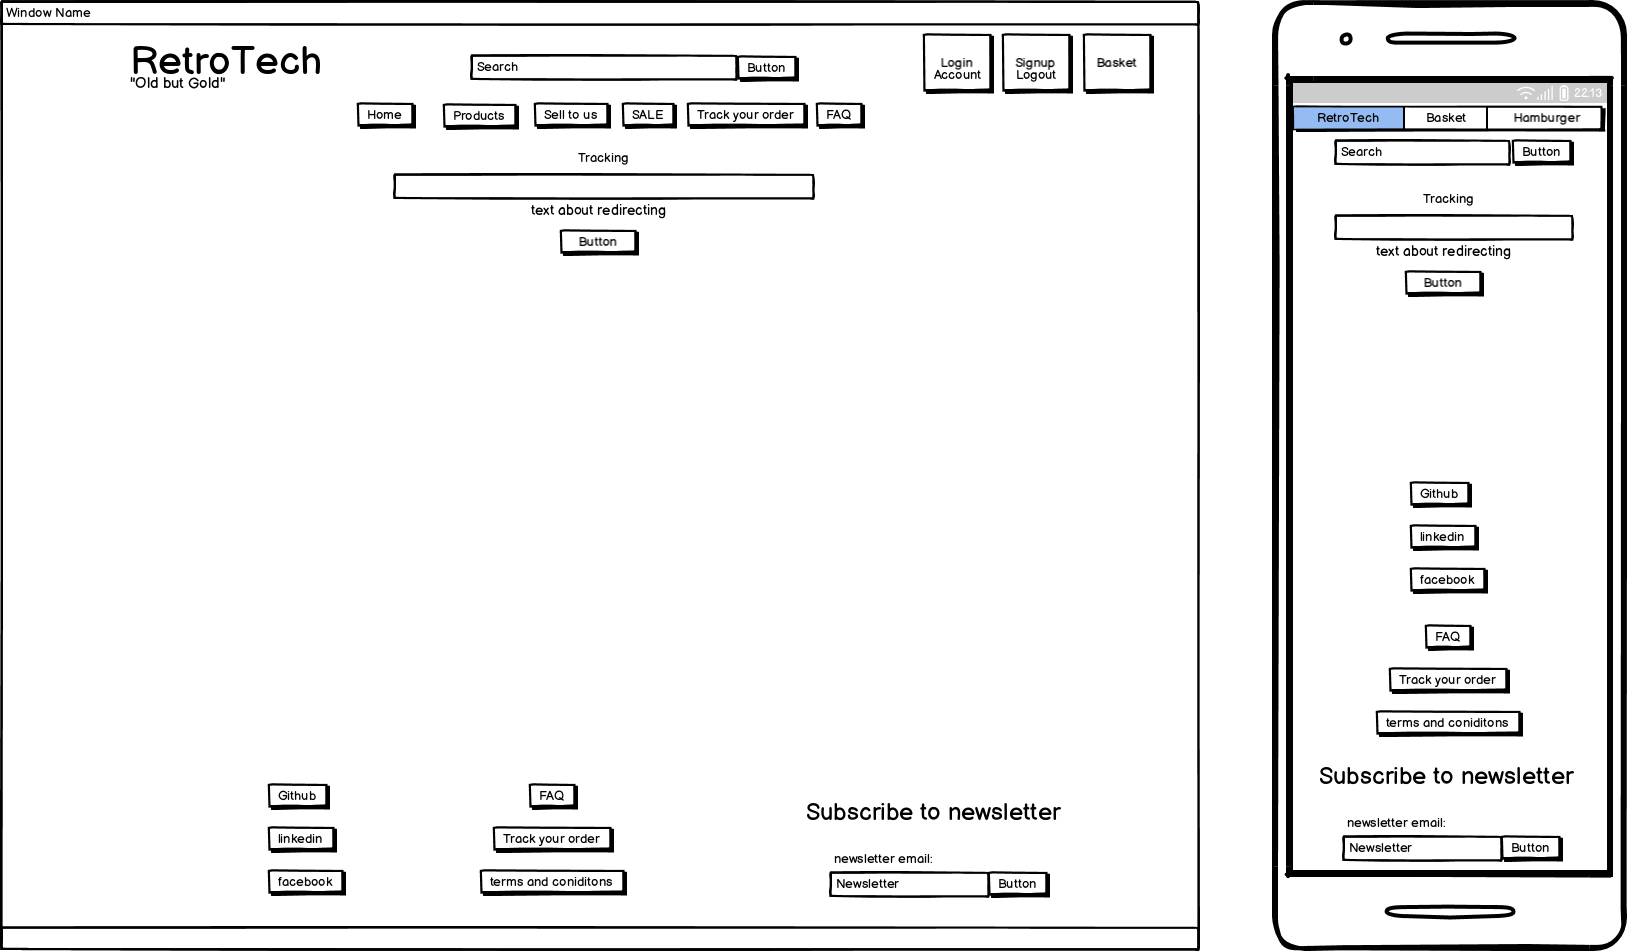 Window Name
RetroTech
"Old but Gold"
Search
Button
Login
Account
Signup
Logout
Basket
Home
Products
Sell to us
SALE
Track your order
FAQ
Tracking
text about redirecting
Button
Github
linkedin
facebook
FAQ
Track your order
terms and coniditons
Subscribe to newsletter
newsletter email:
Newsletter
Button
22:13
RetroTech
Basket
Hamburger
Search
Button
Tracking
text about redirecting
Button
Github
linkedin
facebook
FAQ
Track your order
terms and coniditons
Subscribe to newsletter
newsletter email:
Newsletter
Button